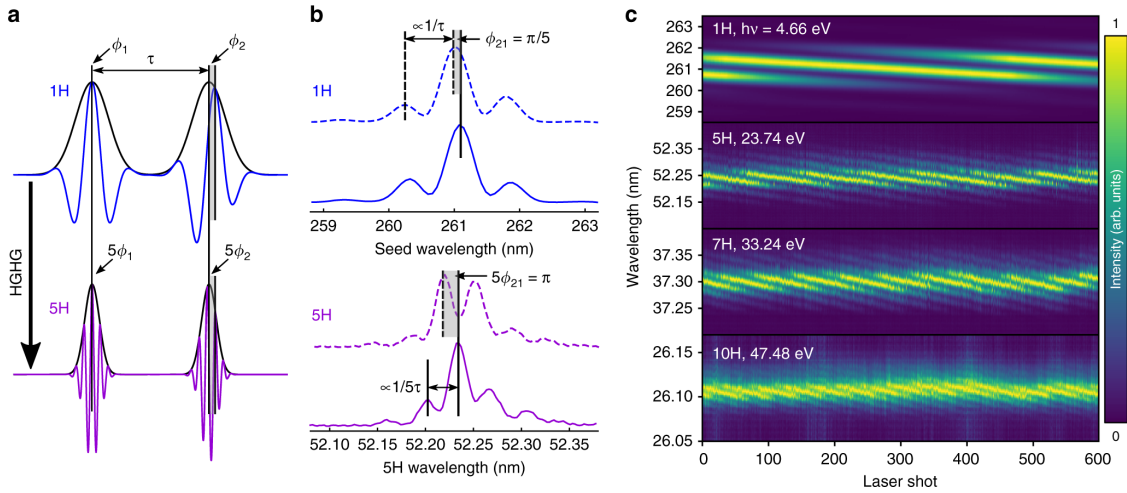 a
ϕ1
ϕ2
τ
1H
HGHG
5ϕ1
5ϕ2
5H
b
∝1/τ
ϕ21 = π/5
1H
259 260 261 262 263
Seed wavelength (nm)
5ϕ21 = π
5H
∝1/5τ
52.10 52.20 52.25 52.30 52.35
5H wavelength (nm)
c
1H, hν = 4.66 eV
263
262
261
260
259
5H, 23.74 eV
52.35
52.25
52.15
7H, 33.24 eV
37.35
37.30
37.25
10H, 47.48 eV
26.15
26.10
26.05
Wavelength (nm)
0 100 200 300 400 500 600
Laser shot
1
Intensity (arb. units)
0